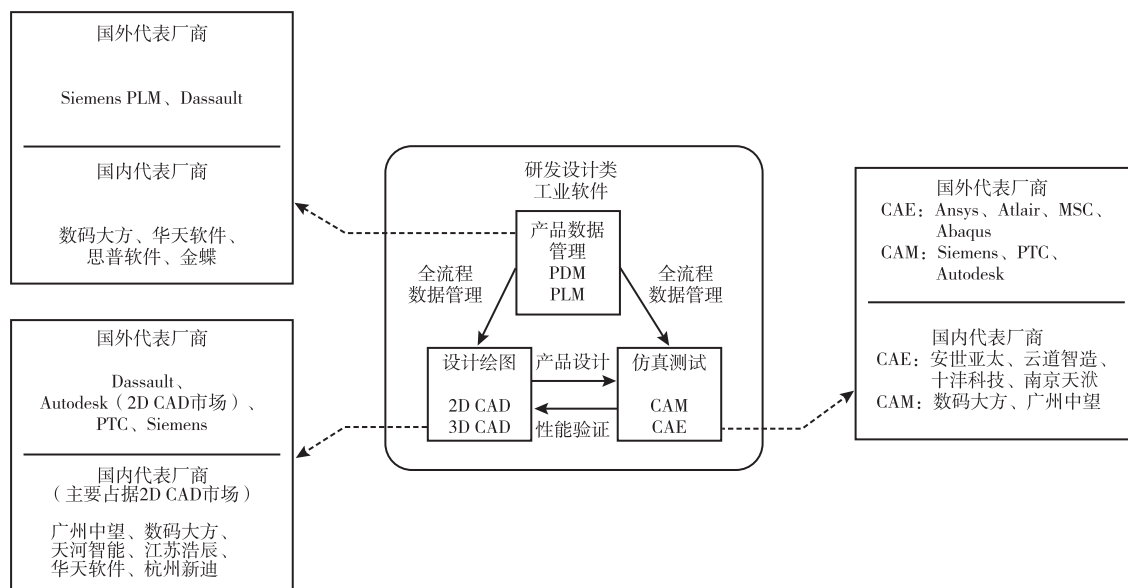 国外代表厂商
Siemens PLM、Dassault
国内代表厂商
数码大方、华天软件、
思普软件、金蝶
国外代表厂商
Dassault、
Autodesk（2D CAD市场）、
PTC、Siemens
国内代表厂商
（主要占据2D CAD市场）
广州中望、数码大方、
天河智能、江苏浩辰、
华天软件、杭州新迪
研发设计类
工业软件
产品数据
管理
PDM
PLM
全流程
数据管理
全流程
数据管理
设计绘图
2D CAD
3D CAD
产品设计
性能验证
仿真测试
CAM
CAE
国外代表厂商
CAE：Ansys、Atlair、MSC、
Abaqus
CAM：Siemens、PTC、
Autodesk
国内代表厂商
CAE：安世亚太、云道智造、
十沣科技、南京天洑
CAM：数码大方、广州中望